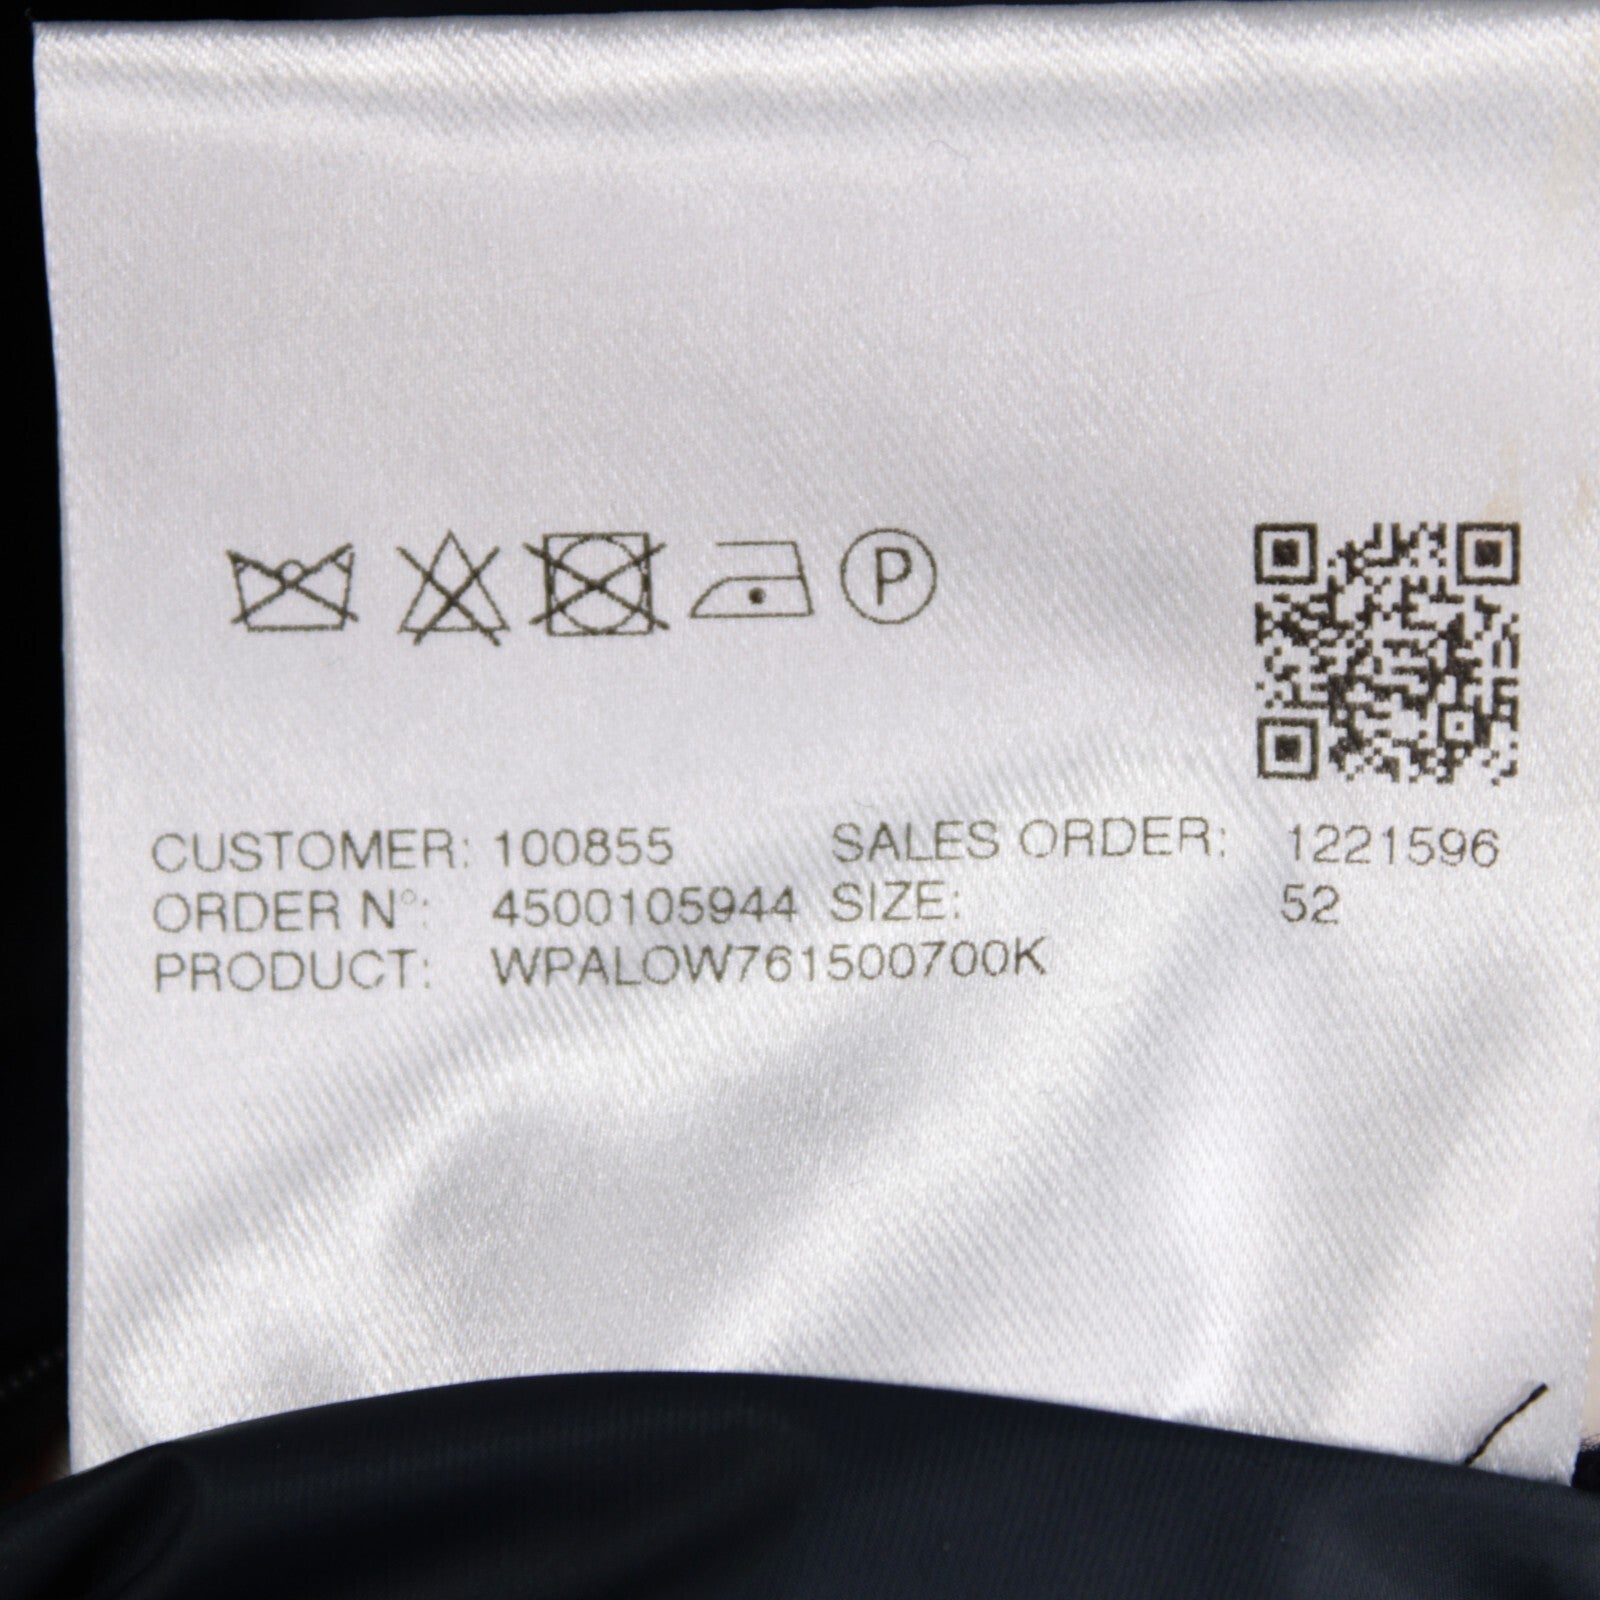 P
CUSTOMER: 100855 SALES ORDER: 1221596
ORDER N°: 4500105944 SIZE: 52
PRODUCT: WPALOW761500700K